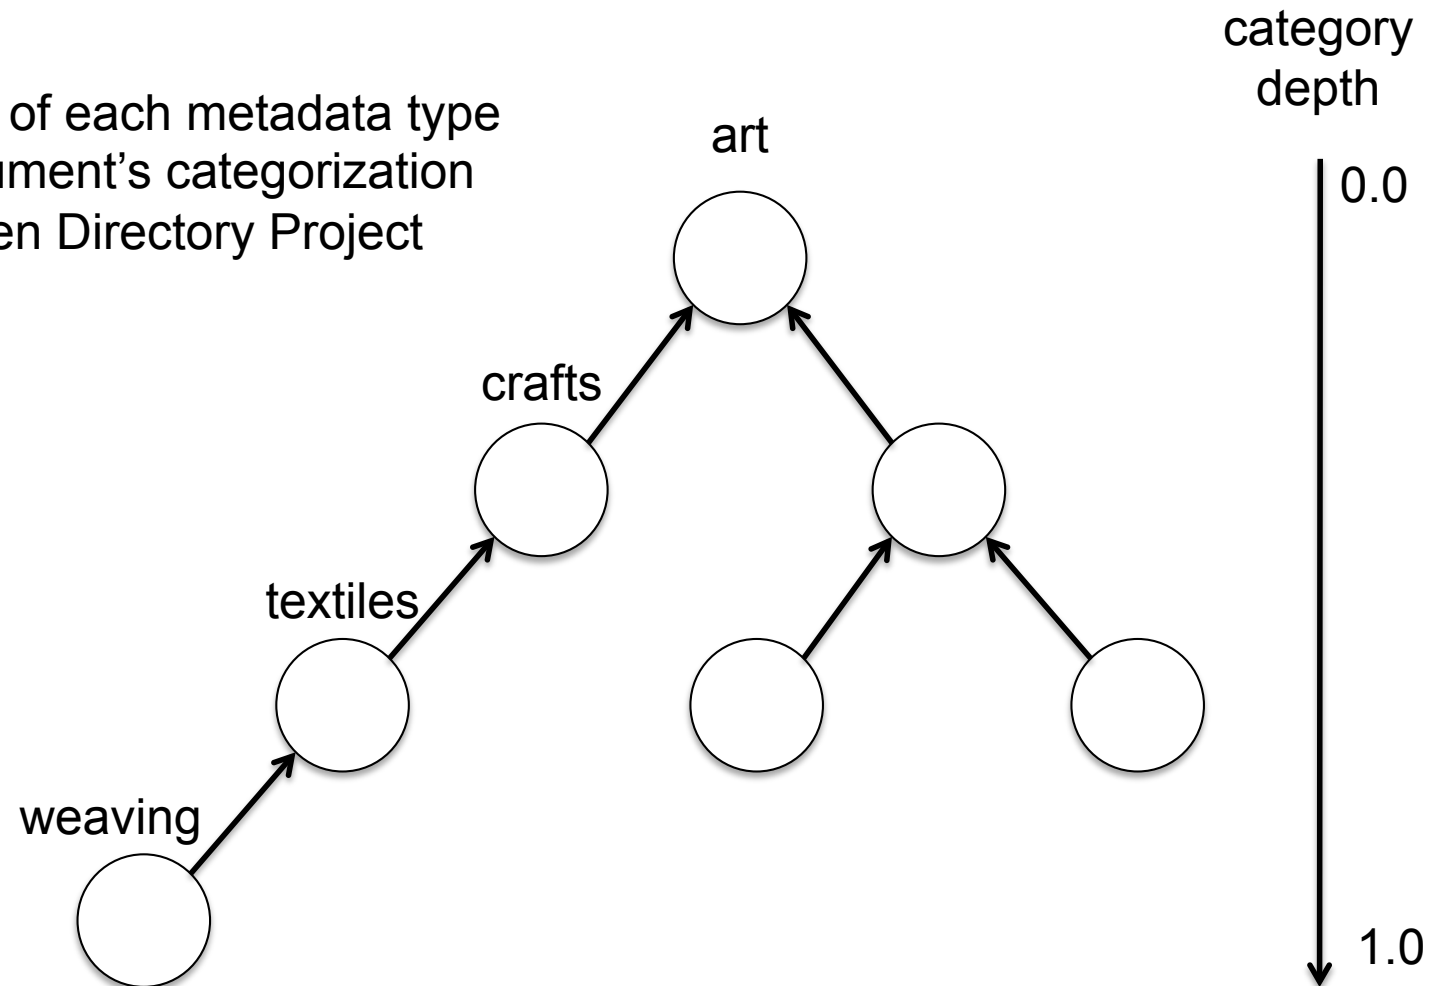 category
depth
of each metadata type
ument's categorization
en Directory Project
art
0.0
crafts
textiles
weaving
1.0